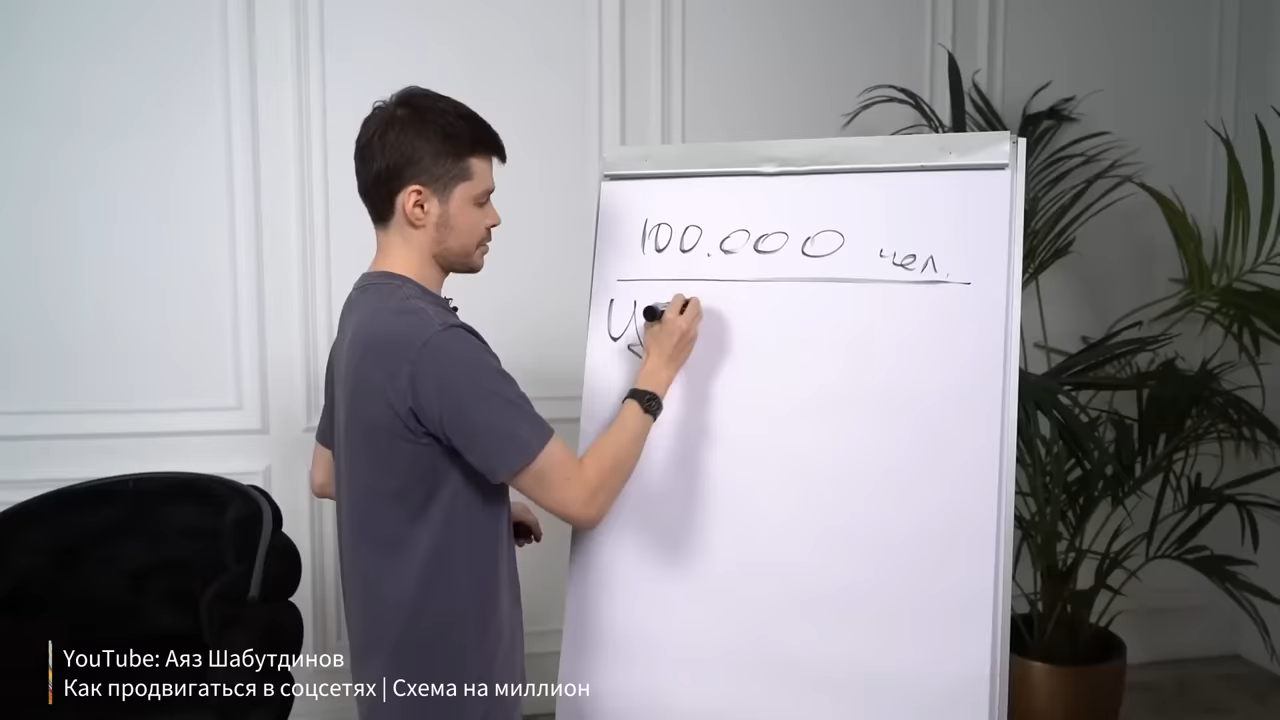 100.000 чел.
YouTube: Аяз Шабутдинов
Как продвигаться в соцсетях | Схема на миллион